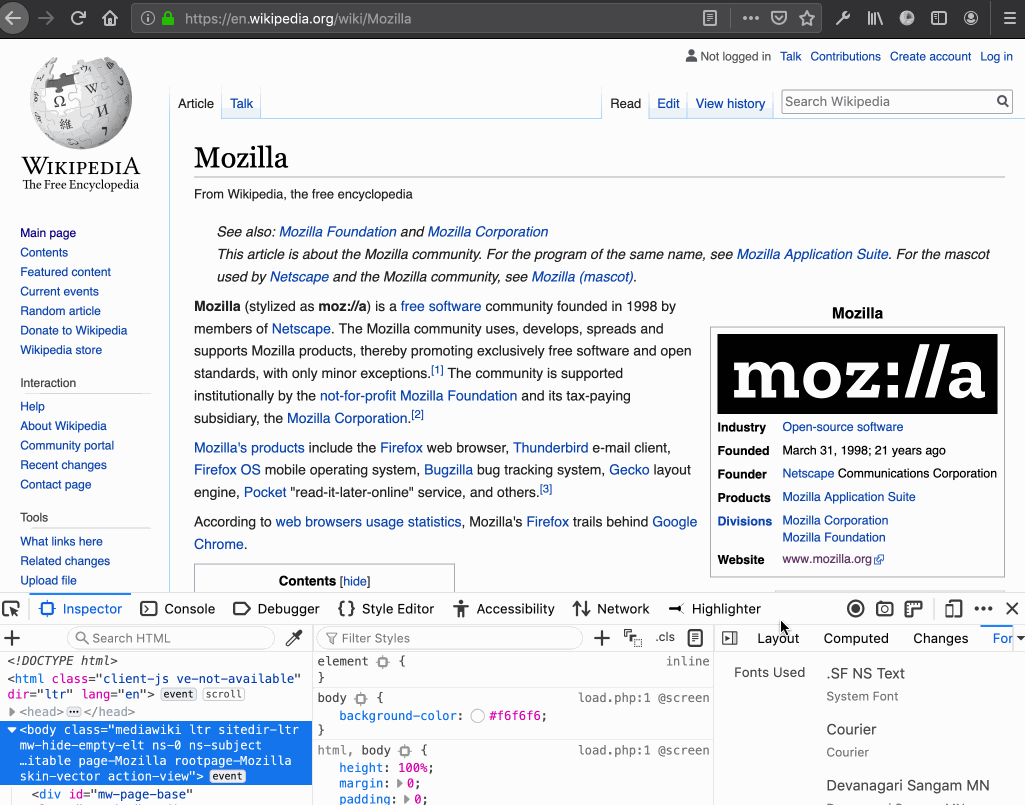 https://en.wikipedia.org/wiki/Mozilla
Not logged in Talk Contributions Create account Log in
Article Talk Read Edit View history Search Wikipedia
WIKIPEDIA
The Free Encyclopedia
Main page
Contents
Featured content
Current events
Random article
Donate to Wikipedia
Wikipedia store
Interaction
Help
About Wikipedia
Community portal
Recent changes
Contact page
Tools
What links here
Related changes
Upload file
Mozilla
From Wikipedia, the free encyclopedia
See also: Mozilla Foundation and Mozilla Corporation
This article is about the Mozilla community. For the program of the same name, see Mozilla Application Suite. For the mascot
used by Netscape and the Mozilla community, see Mozilla (mascot).
Mozilla (stylized as moz://a) is a free software community founded in 1998 by
members of Netscape. The Mozilla community uses, develops, spreads and
supports Mozilla products, thereby promoting exclusively free software and open
standards, with only minor exceptions.[1] The community is supported
institutionally by the not-for-profit Mozilla Foundation and its tax-paying
subsidiary, the Mozilla Corporation.[2]
Mozilla's products include the Firefox web browser, Thunderbird e-mail client,
Firefox OS mobile operating system, Bugzilla bug tracking system, Gecko layout
engine, Pocket "read-it-later-online" service, and others.[3]
According to web browsers usage statistics, Mozilla's Firefox trails behind Google
Chrome.
Contents [hide]
Mozilla
moz://a
Industry Open-source software
Founded March 31, 1998; 21 years ago
Founder Netscape Communications Corporation
Products Mozilla Application Suite
Divisions Mozilla Corporation
Mozilla Foundation
Website www.mozilla.org
Inspector Console Debugger Style Editor Accessibility Network Highlighter
Search HTML
<!DOCTYPE html>
<html class="client-js ve-not-available"
dir="ltr" lang="en"> event scroll
<head>⋯</head>
<body class="mediawiki ltr sitedir-ltr
mw-hide-empty-elt ns-0 ns-subject
…itable page-Mozilla rootpage-Mozilla
skin-vector action-view"> event
<div id="mw-page-base"
Filter Styles .cls
element { inline
}
body { load.php:1 @screen
background-color: #f6f6f6;
}
html, body { load.php:1 @screen
height: 100%;
margin: 0;
padding: 0;
Layout Computed Changes For
Fonts Used .SF NS Text
System Font
Courier
Courier
Devanagari Sangam MN